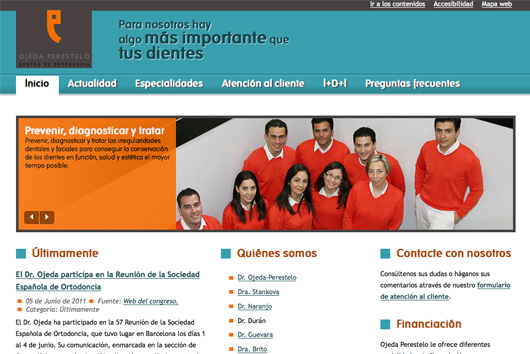 Ir a los contenidos Accesibilidad Mapa web
OJEDA PERESTELO
CENTRO DE ORTODONCIA
Para nosotros hay
algo más importante que
tus dientes
Inicio Actualidad Especialidades Atención al cliente I+D+I Preguntas frecuentes
Prevenir, diagnosticar y tratar
Prevenir, diagnosticar y tratar las irregularidades
dentales y faciales para conseguir la conservación
de los dientes en función, salud y estética el mayor
tiempo posible.
Últimamente
El Dr. Ojeda participa en la Reunión de la Sociedad
Española de Ortodoncia
05 de Junio de 2011 Fuente: Web del congreso.
Categoría: Últimamente
El Dr. Ojeda ha participado en la 57 Reunión de la Sociedad
Española de Ortodoncia, que tuvo lugar en Barcelona los días 1
al 4 de junio. Su comunicación, enmarcada en la sección de
Quiénes somos
Dr. Ojeda-Perestelo
Dra. Stankova
Dr. Naranjo
Dr. Durán
Dr. Guevara
Dra. Brito
Contacte con nosotros
Consúltenos sus dudas o háganos sus
comentarios através de nuestro formulario
de atención al cliente.
Financiación
Ojeda Perestelo le ofrece diferentes